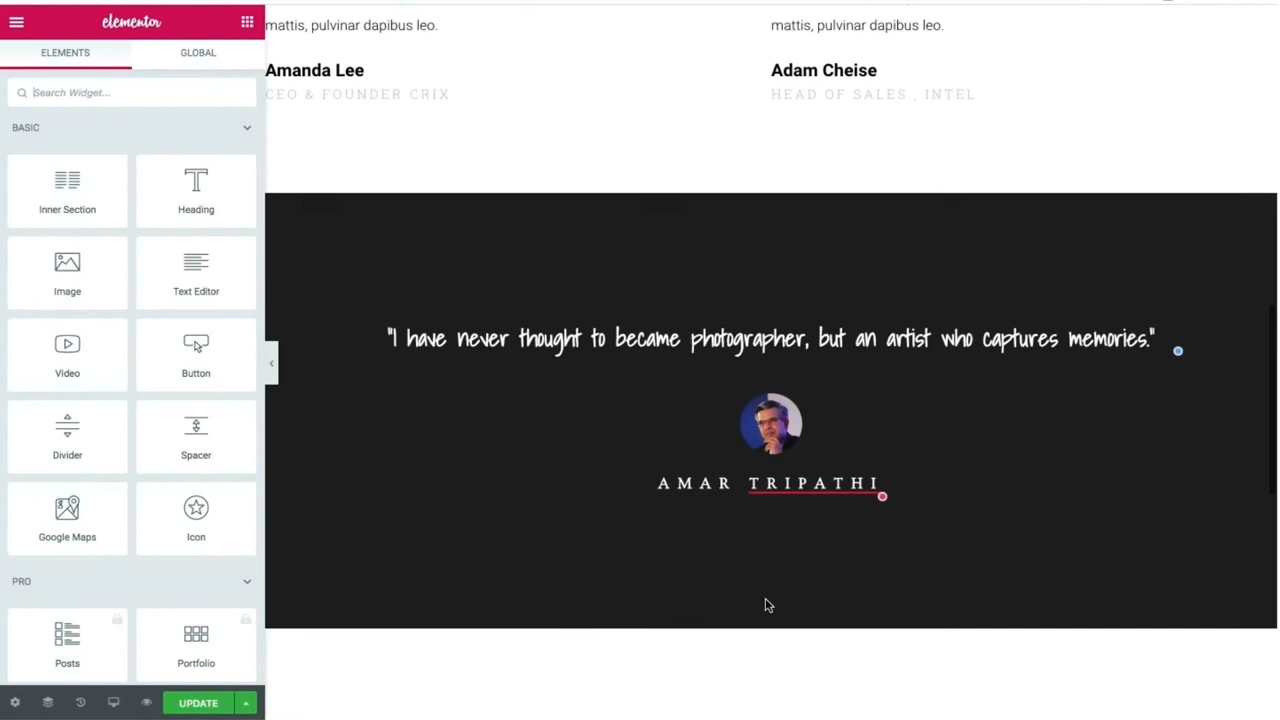 elementor
ELEMENTS
GLOBAL
Search Widget...
BASIC
Inner Section
Heading
Image
Text Editor
Video
Button
Divider
Spacer
Google Maps
Icon
PRO
Posts
Portfolio
UPDATE
mattis, pulvinar dapibus leo.
Amanda Lee
CEO & FOUNDER CRIX
mattis, pulvinar dapibus leo.
Adam Cheise
HEAD OF SALES , INTEL
"I have never thought to became photographer, but an artist who captures memories."
AMAR TRIPATHI